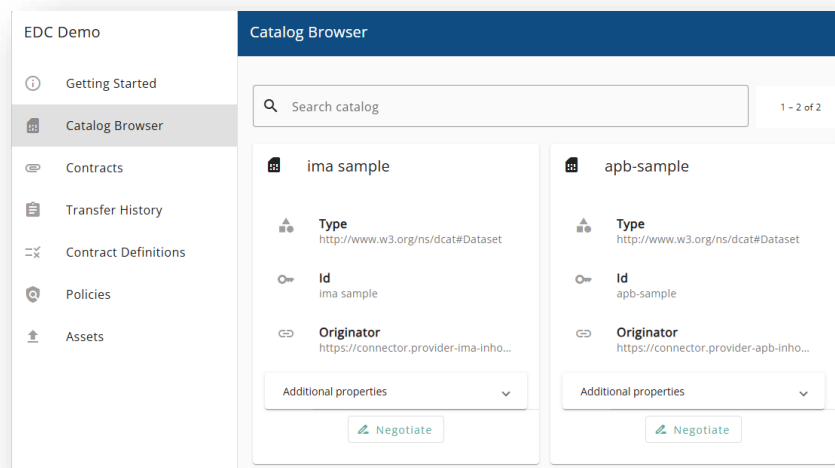 EDC Demo
Catalog Browser
Getting Started
Catalog Browser
Contracts
Transfer History
Contract Definitions
Policies
Assets
Search catalog
1 – 2 of 2
ima sample
Type
http://www.w3.org/ns/dcat#Dataset
Id
ima sample
Originator
https://connector.provider-ima-inho...
Additional properties
Negotiate
apb-sample
Type
http://www.w3.org/ns/dcat#Dataset
Id
apb-sample
Originator
https://connector.provider-apb-inho...
Additional properties
Negotiate